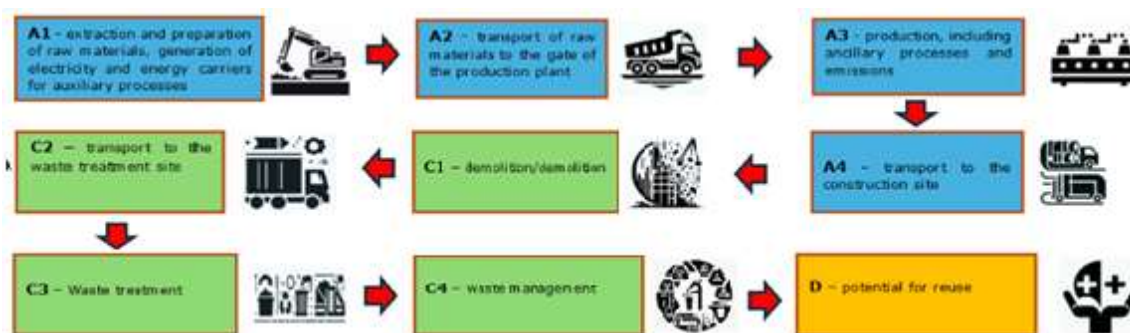 A1 - extraction and preparation
of raw materials, generation of
electricity and energy carriers
for auxiliary processes
A2 - transport of raw
materials to the gate of
the production plant
A3 - production, including
ancillary processes and
emissions
C2 – transport to the
waste treatment site
C1 – demolition/demolition
A4 – transport to the
construction site
C3 – Waste treatment
C4 – waste management
D – potential for reuse